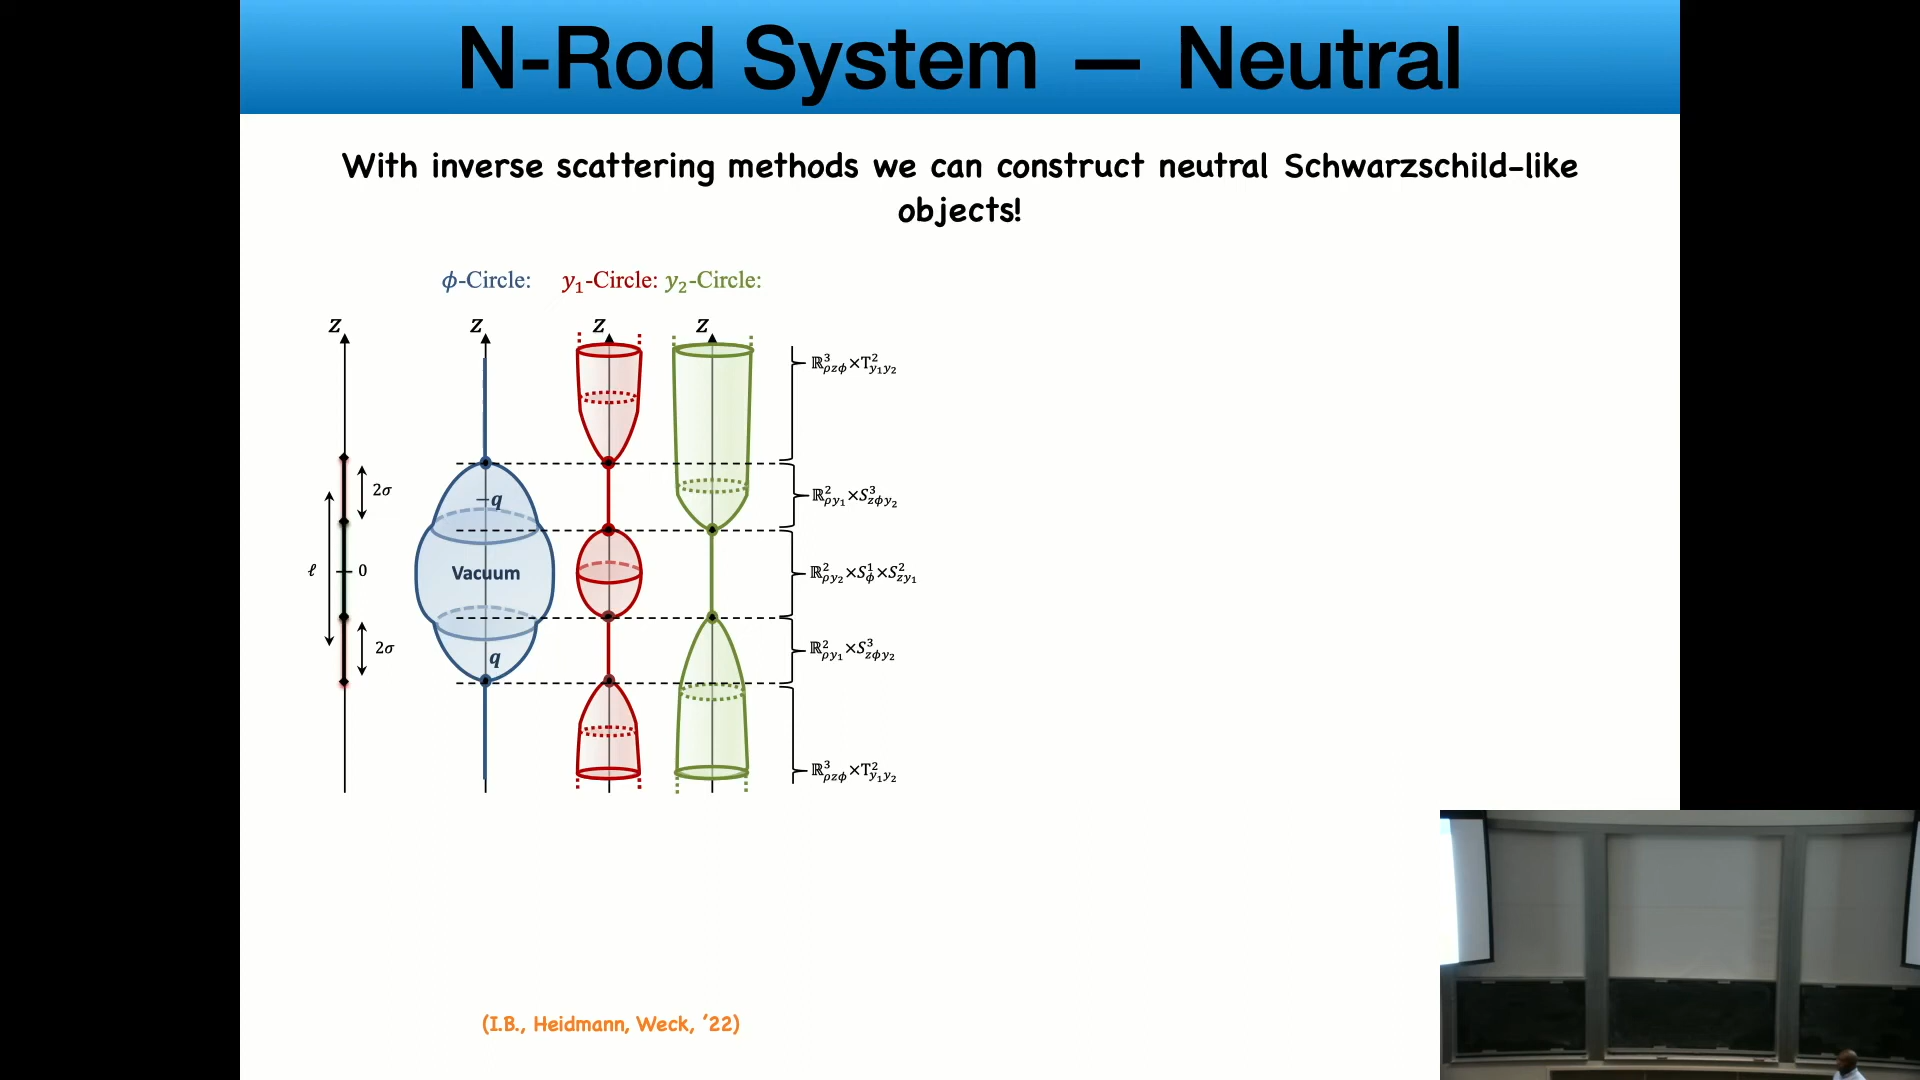 N-Rod System — Neutral
With inverse scattering methods we can construct neutral Schwarzschild-like
objects!
ϕ-Circle: y₁-Circle: y₂-Circle:
z z z z
ℝ³ρzϕ×T²y₁y₂
2σ −q ℝ²ρy₁×S³zϕy₂
ℓ 0 Vacuum ℝ²ρy₂×S¹ϕ×S²zy₁
2σ q ℝ²ρy₁×S³zϕy₂
ℝ³ρzϕ×T²y₁y₂
(I.B., Heidmann, Weck, ‘22)